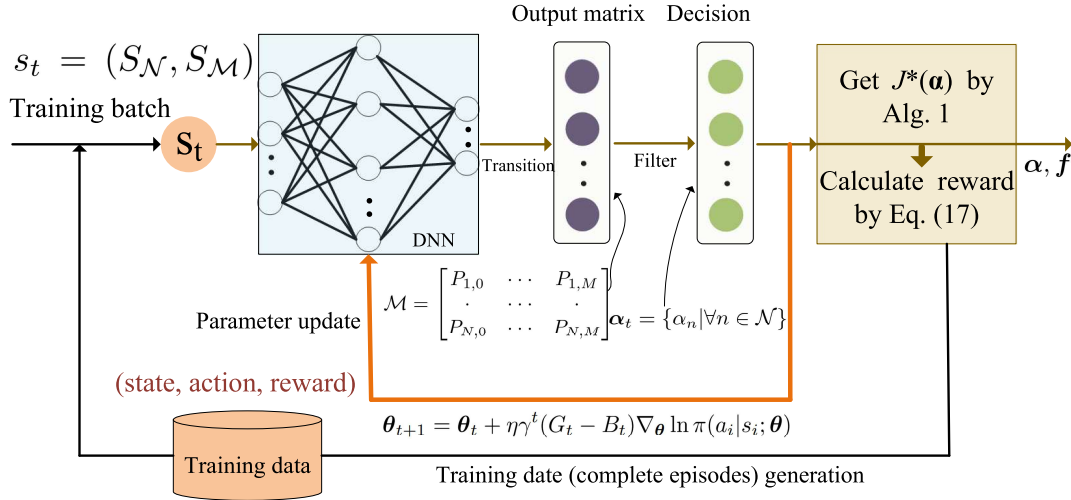 Output matrix
Decision
s_t = (S_𝒩, S_ℳ)
Training batch
S_t
DNN
Transition
Filter
Get J*(α) by
Alg. 1
Calculate reward
by Eq. (17)
α, f
ℳ = [P_{1,0} ⋯ P_{1,M}
· ⋯ ·
P_{N,0} ⋯ P_{N,M}]
α_t = {α_n|∀n ∈ 𝒩}
Parameter update
(state, action, reward)
θ_{t+1} = θ_t + ηγ^t(G_t − B_t)∇_θ ln π(a_i|s_i; θ)
Training data
Training date (complete episodes) generation